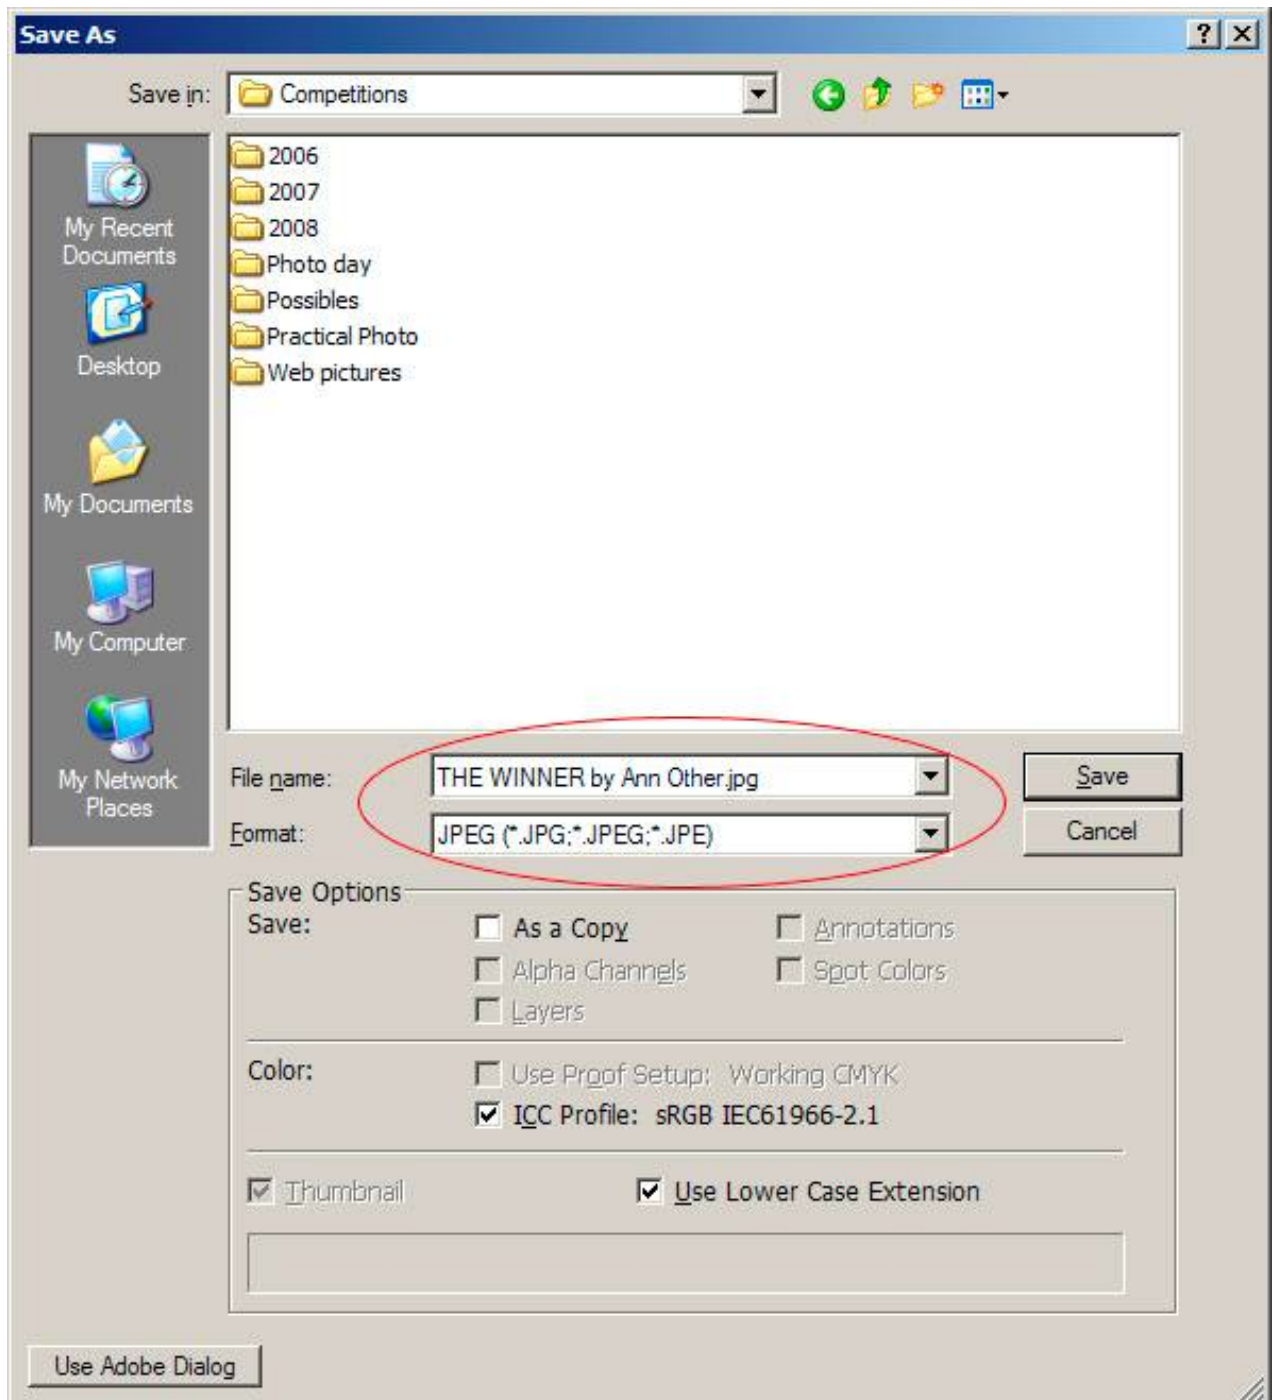 Save As
Save in: Competitions
2006
2007
2008
Photo day
Possibles
Practical Photo
Web pictures
My Recent
Documents
Desktop
My Documents
My Computer
My Network
Places
File name: THE WINNER by Ann Other.jpg Save
Format: JPEG (*.JPG;*.JPEG;*.JPE) Cancel
Save Options
Save: As a Copy Annotations
Alpha Channels Spot Colors
Layers
Color: Use Proof Setup: Working CMYK
ICC Profile: sRGB IEC61966-2.1
Thumbnail Use Lower Case Extension
Use Adobe Dialog